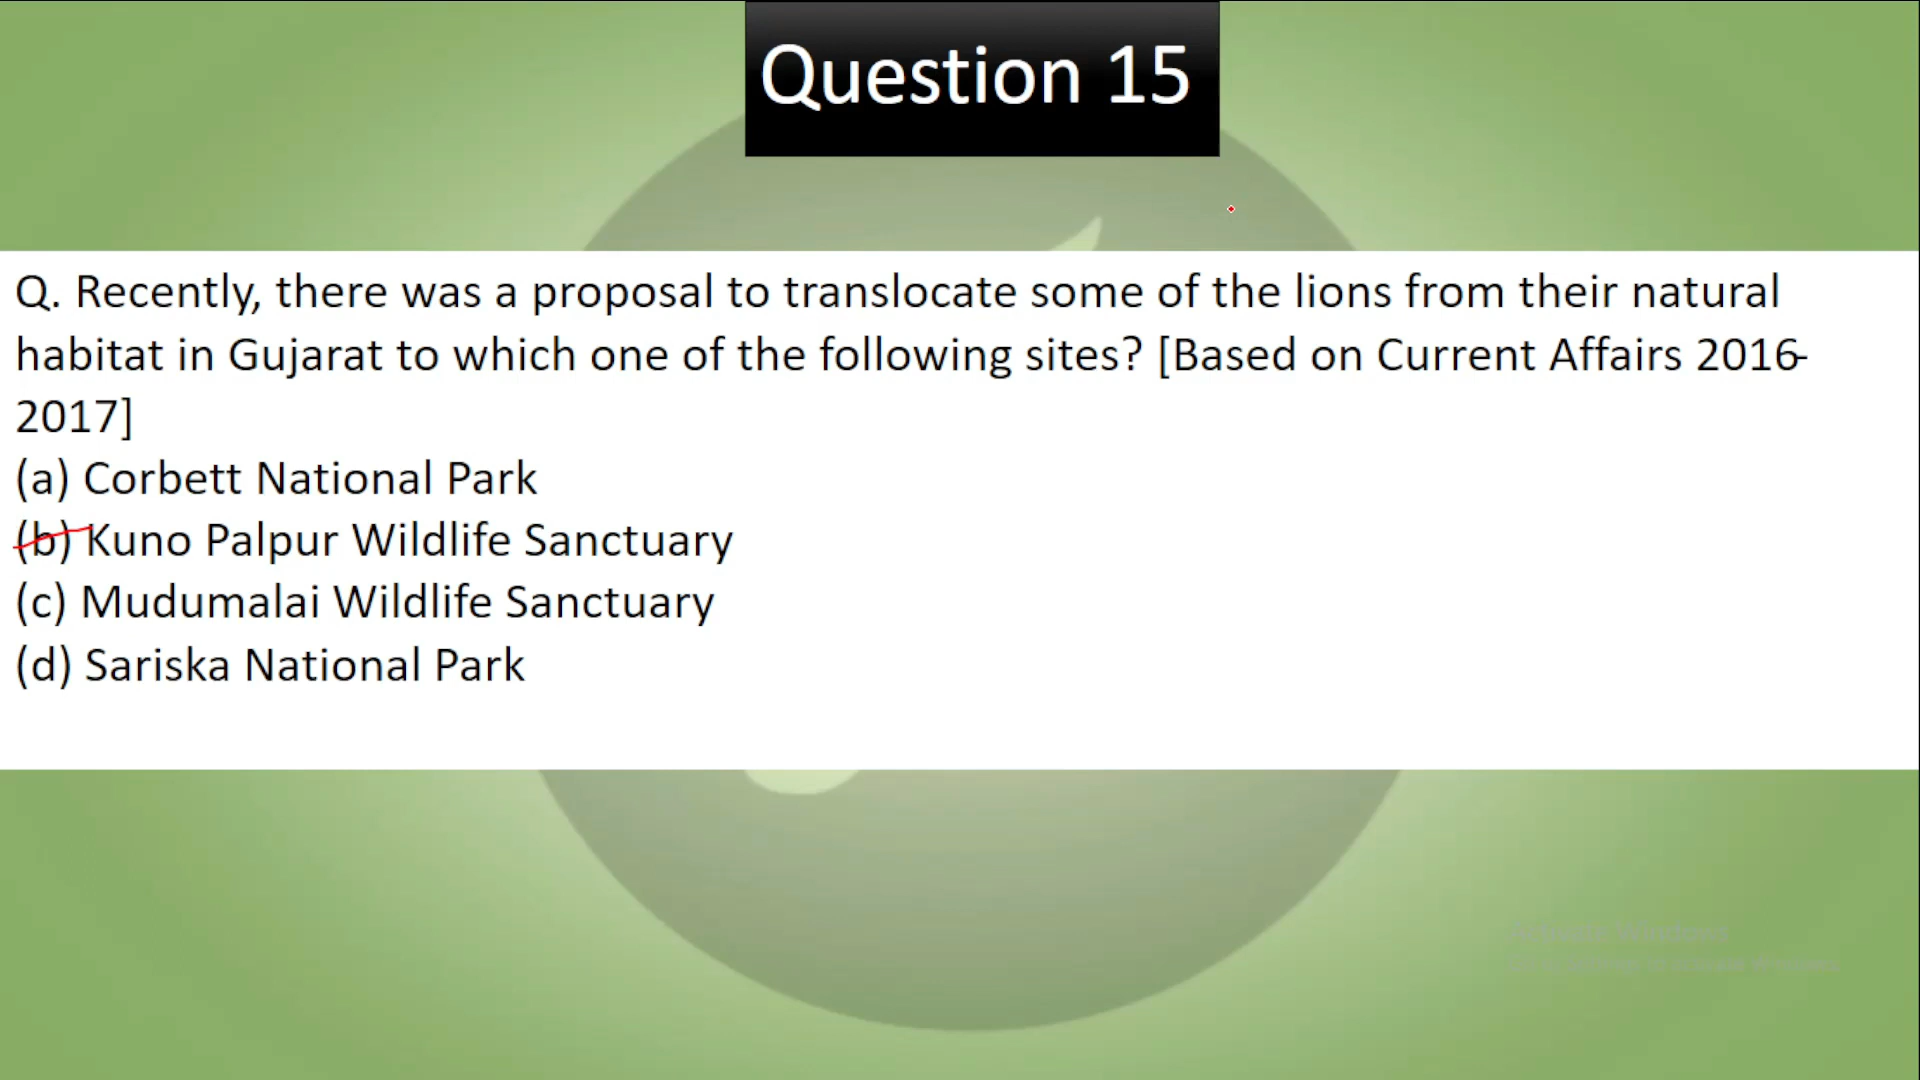 Question 15
Q. Recently, there was a proposal to translocate some of the lions from their natural
habitat in Gujarat to which one of the following sites? [Based on Current Affairs 2016-
2017]
(a) Corbett National Park
(b) Kuno Palpur Wildlife Sanctuary
(c) Mudumalai Wildlife Sanctuary
(d) Sariska National Park
Activate Windows